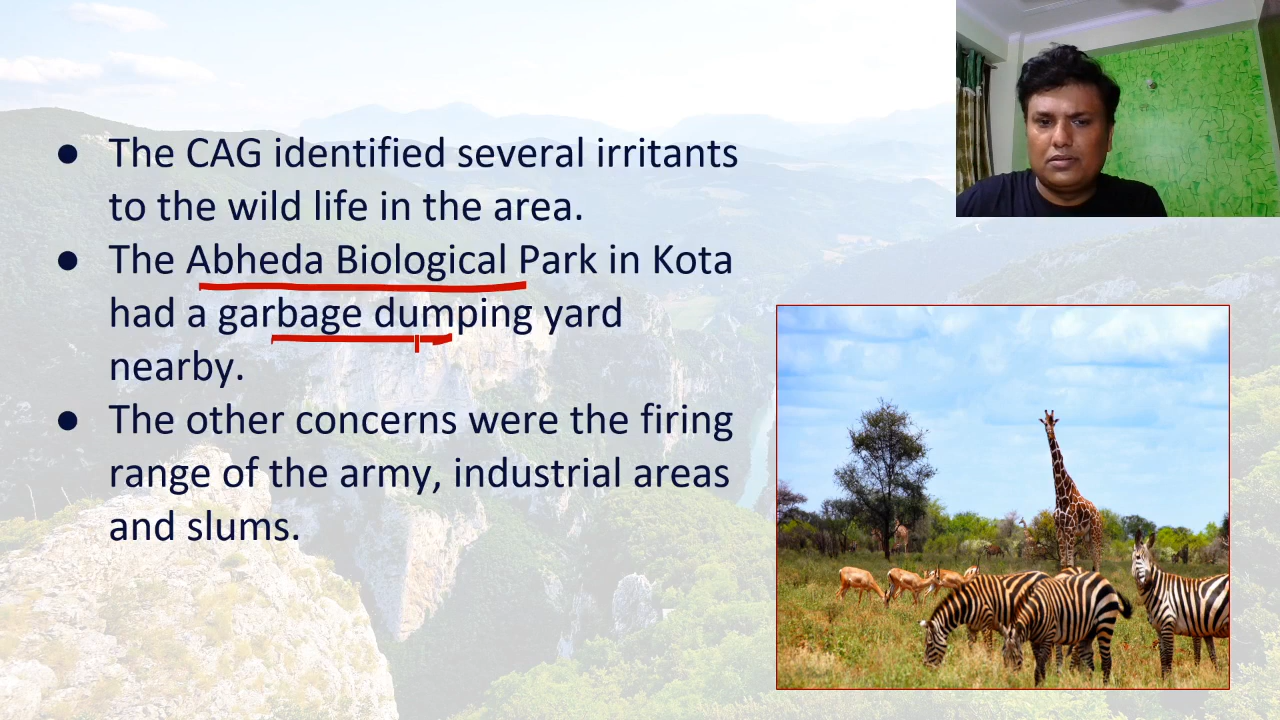 ● The CAG identified several irritants
to the wild life in the area.
● The Abheda Biological Park in Kota
had a garbage dumping yard
nearby.
● The other concerns were the firing
range of the army, industrial areas
and slums.